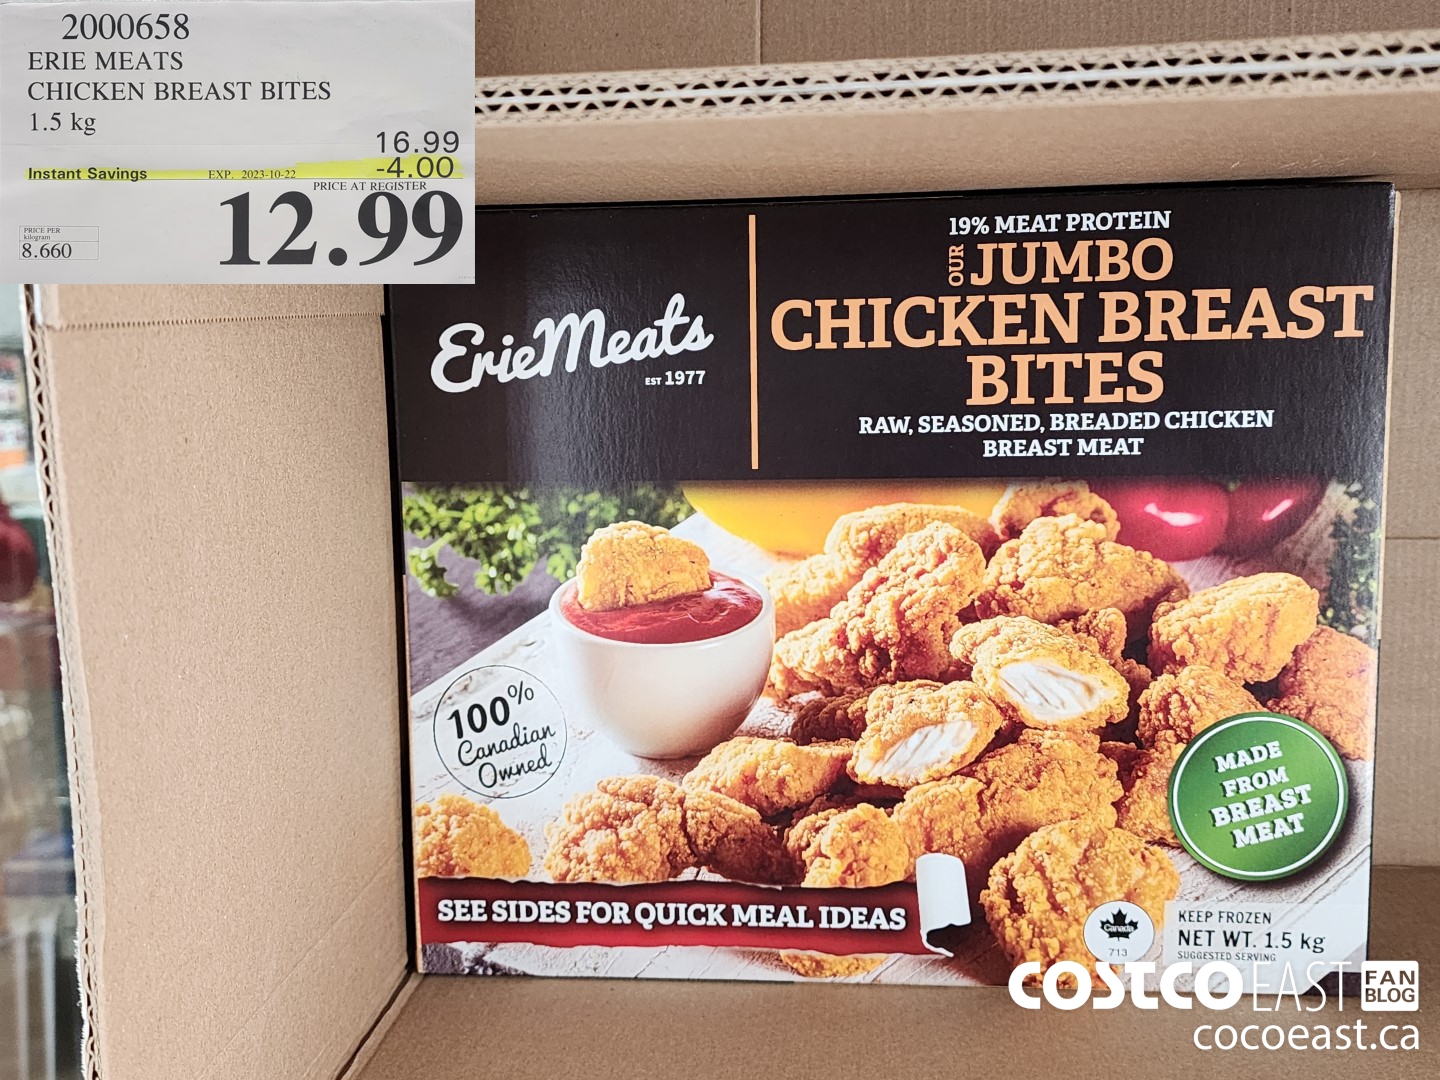 2000658
ERIE MEATS
CHICKEN BREAST BITES
1.5 kg
16.99
Instant Savings EXP. 2023-10-22 -4.00
PRICE AT REGISTER
12.99
PRICE PER
kilogram
8.660
ErieMeats
EST 1977
19% MEAT PROTEIN
OUR JUMBO
CHICKEN BREAST
BITES
RAW, SEASONED, BREADED CHICKEN
BREAST MEAT
100%
Canadian
Owned
MADE
FROM
BREAST
MEAT
SEE SIDES FOR QUICK MEAL IDEAS
Canada
713
KEEP FROZEN
NET WT. 1.5 kg
SUGGESTED SERVING
COSTCO EAST FAN
BLOG
cocoeast.ca